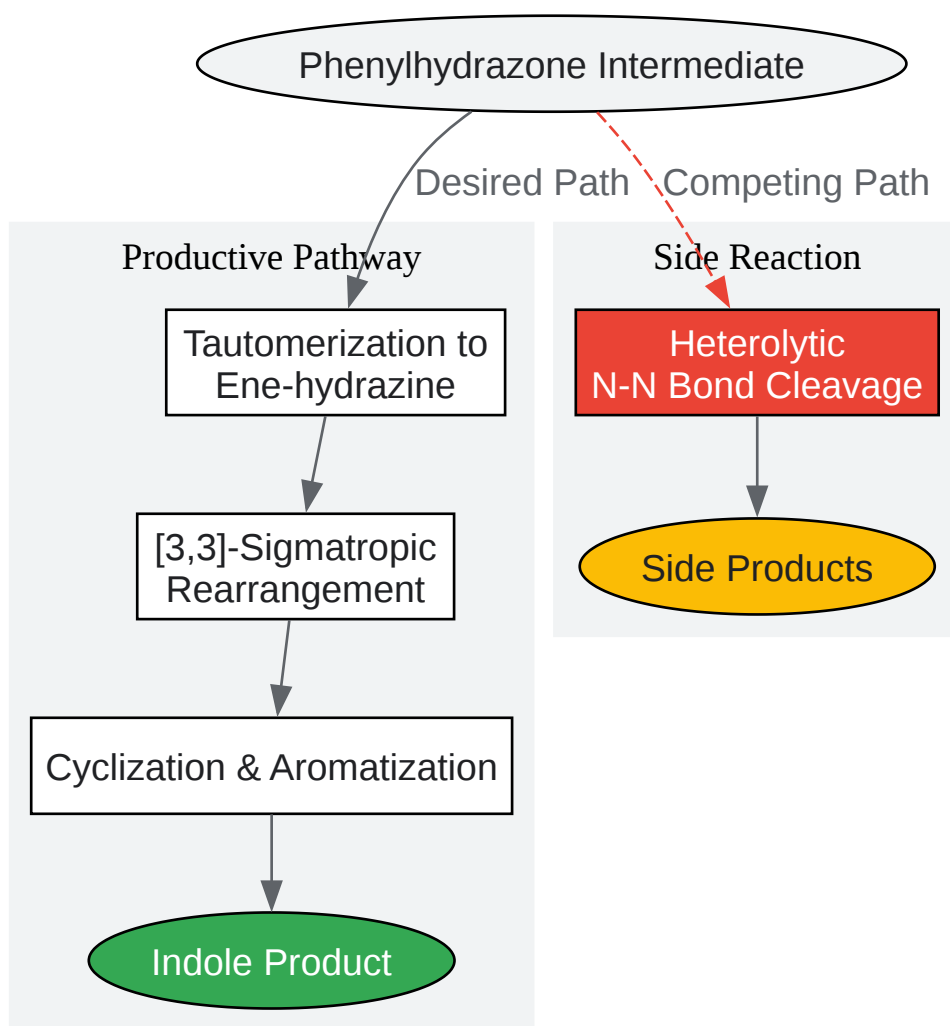 Phenylhydrazone Intermediate
Desired Path
Competing Path
Productive Pathway
Side Reaction
Tautomerization to
Ene-hydrazine
Heterolytic
N-N Bond Cleavage
[3,3]-Sigmatropic
Rearrangement
Side Products
Cyclization & Aromatization
Indole Product